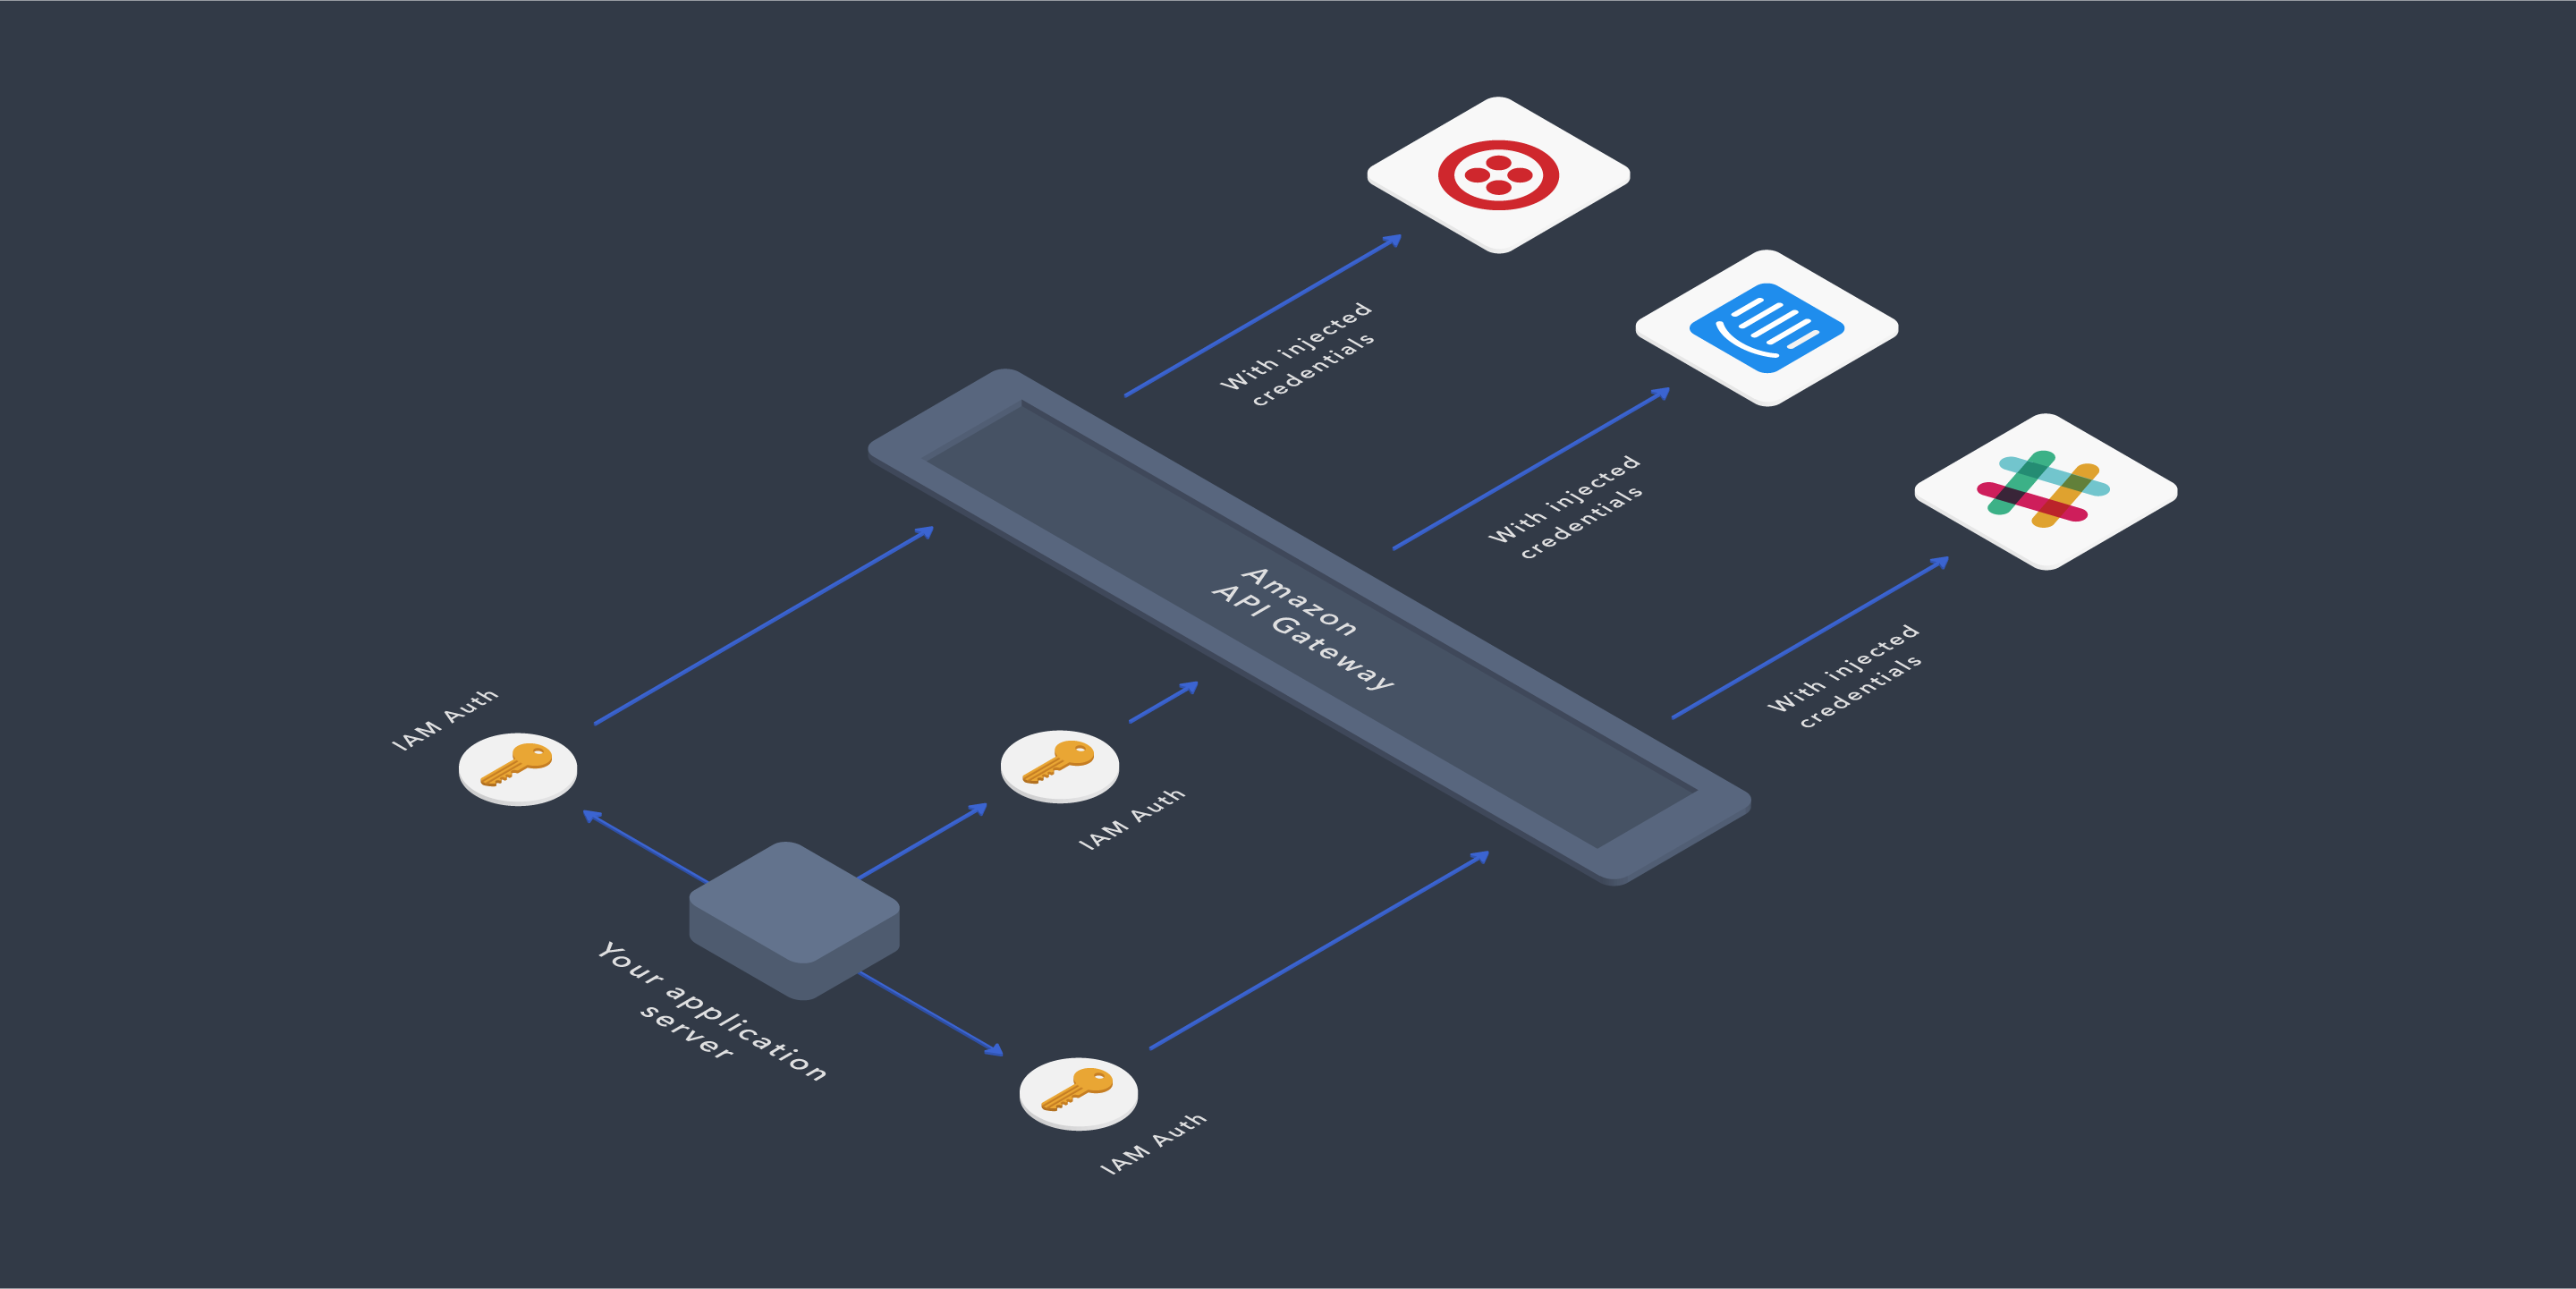 With injected
credentials
With injected
credentials
Amazon
API Gateway
With injected
credentials
IAM Auth
IAM Auth
Your application
server
IAM Auth